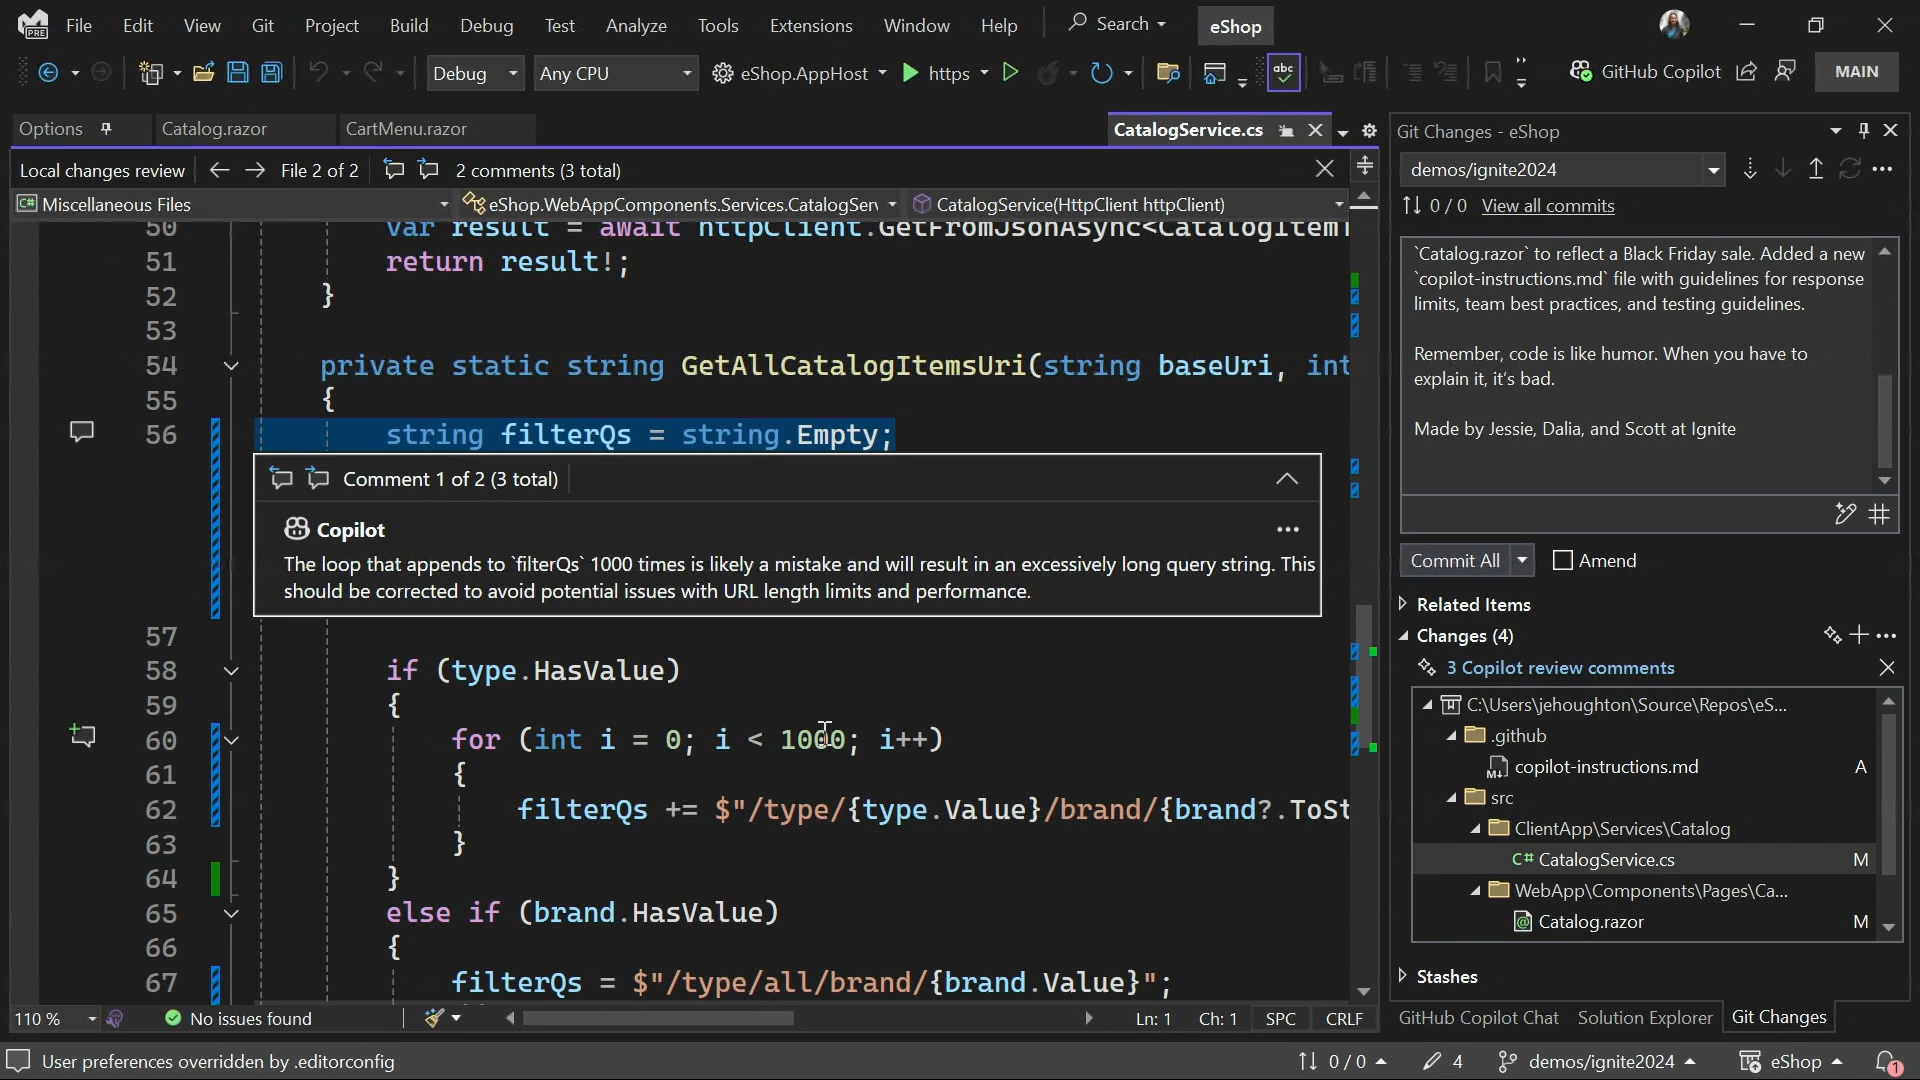 PRE File Edit View Git Project Build Debug Test Analyze Tools Extensions Window Help Search eShop
Debug Any CPU eShop.AppHost https abc GitHub Copilot MAIN
Options Catalog.razor CartMenu.razor CatalogService.cs
Local changes review File 2 of 2 2 comments (3 total)
C# Miscellaneous Files eShop.WebAppComponents.Services.CatalogServ CatalogService(HttpClient httpClient)
50 var result = await httpClient.GetFromJsonAsync<CatalogItem
51 return result!;
52 }
53
54 private static string GetAllCatalogItemsUri(string baseUri, int
55 {
56 string filterQs = string.Empty;
Comment 1 of 2 (3 total)
Copilot
The loop that appends to `filterQs` 1000 times is likely a mistake and will result in an excessively long query string. This
should be corrected to avoid potential issues with URL length limits and performance.
57
58 if (type.HasValue)
59 {
60 for (int i = 0; i < 1000; i++)
61 {
62 filterQs += $"/type/{type.Value}/brand/{brand?.ToSt
63 }
64 }
65 else if (brand.HasValue)
66 {
67 filterQs = $"/type/all/brand/{brand.Value}";
110 % No issues found Ln: 1 Ch: 1 SPC CRLF
Git Changes - eShop
demos/ignite2024
0 / 0 View all commits
`Catalog.razor` to reflect a Black Friday sale. Added a new
`copilot-instructions.md` file with guidelines for response
limits, team best practices, and testing guidelines.
Remember, code is like humor. When you have to
explain it, it's bad.
Made by Jessie, Dalia, and Scott at Ignite
Commit All Amend
Related Items
Changes (4)
3 Copilot review comments
C:\Users\jehoughton\Source\Repos\eS...
.github
copilot-instructions.md A
src
ClientApp\Services\Catalog
C# CatalogService.cs M
WebApp\Components\Pages\Ca...
Catalog.razor M
Stashes
GitHub Copilot Chat Solution Explorer Git Changes
User preferences overridden by .editorconfig 0 / 0 4 demos/ignite2024 eShop 1